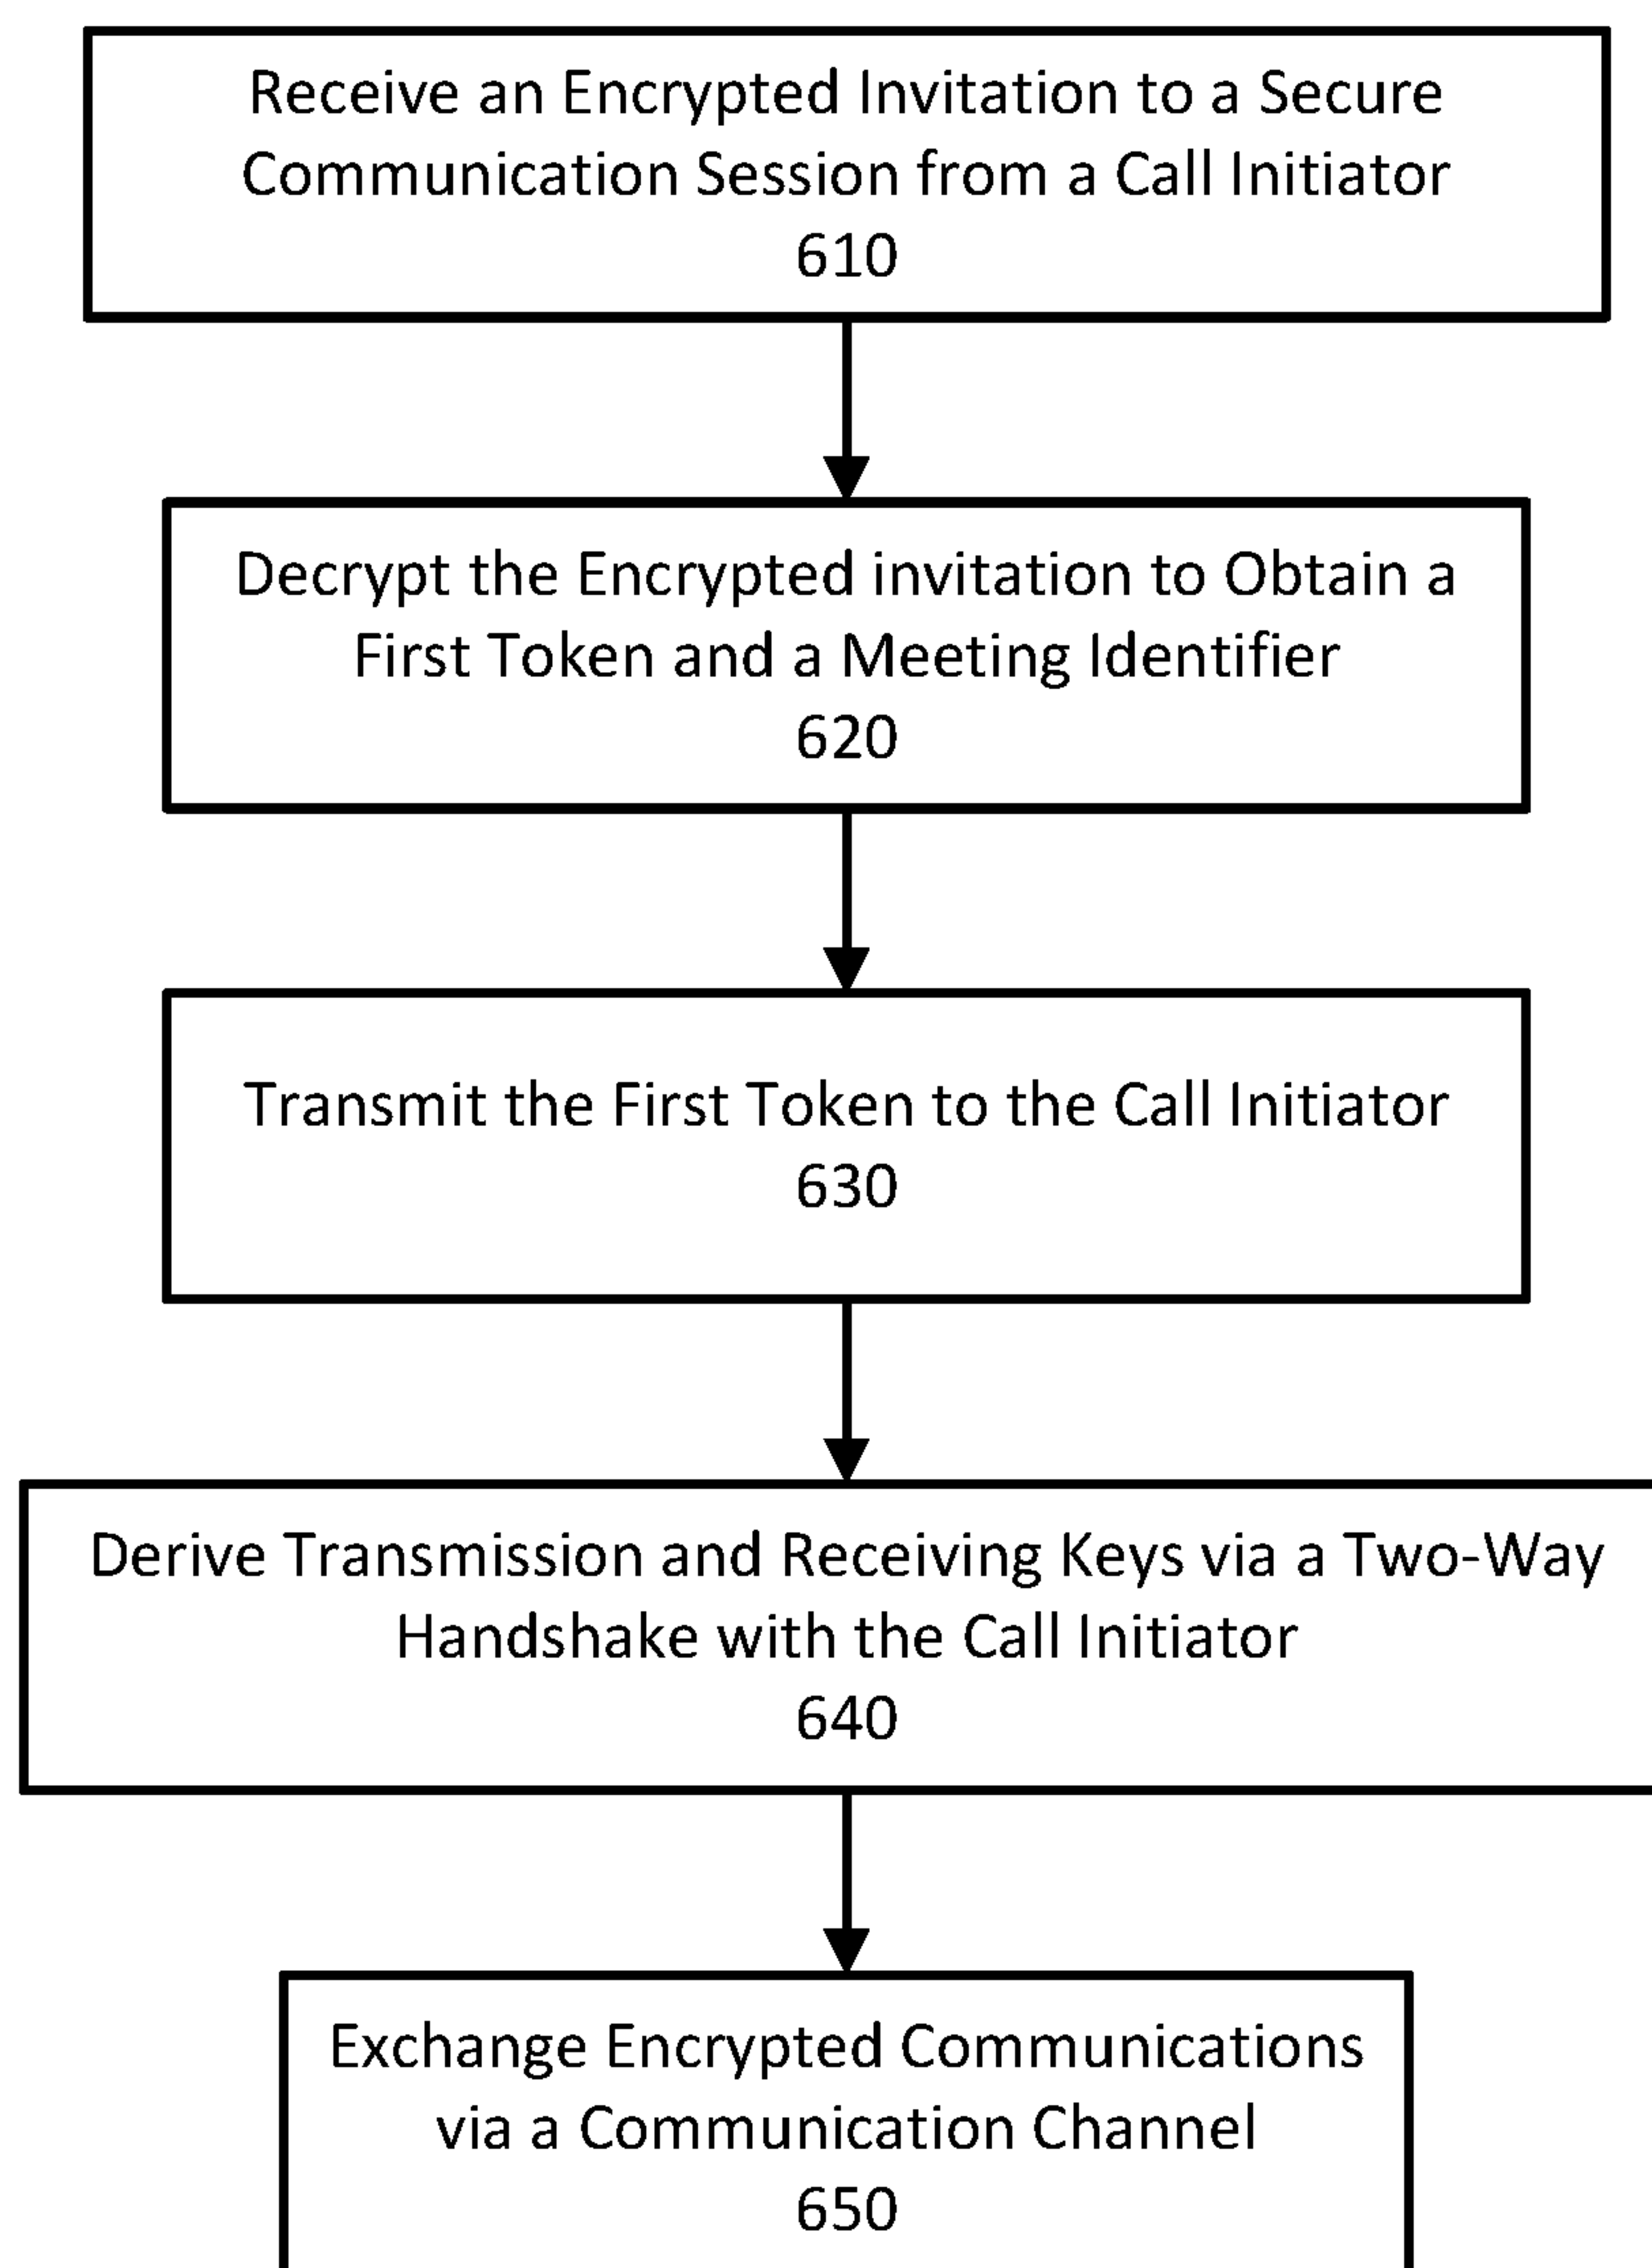 Receive an Encrypted Invitation to a Secure
Communication Session from a Call Initiator
610
Decrypt the Encrypted invitation to Obtain a
First Token and a Meeting Identifier
620
Transmit the First Token to the Call Initiator
630
Derive Transmission and Receiving Keys via a Two-Way
Handshake with the Call Initiator
640
Exchange Encrypted Communications
via a Communication Channel
650